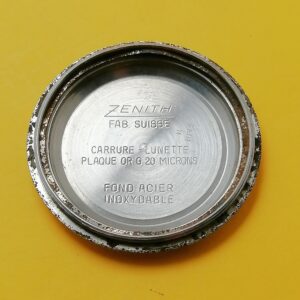 ZENITH
FAB. SUISSE
CARRURE - LUNETTE
PLAQUE OR G. 20 MICRONS
FOND ACIER
INOXYDABLE